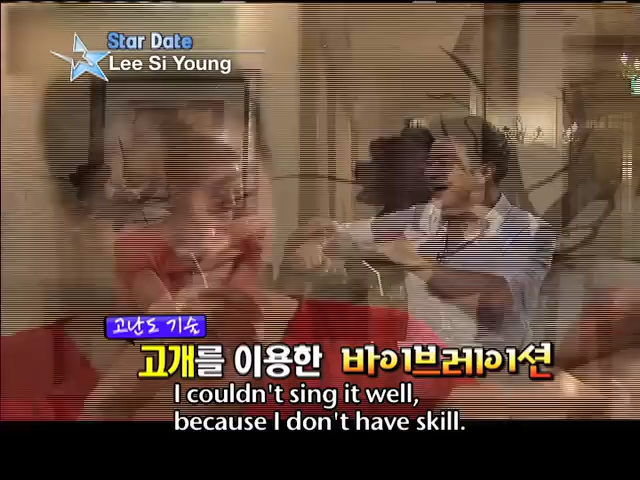 Star Date
Lee Si Young
고난도 기술
고개를 이용한 바이브레이션
I couldn't sing it well,
because I don't have skill.